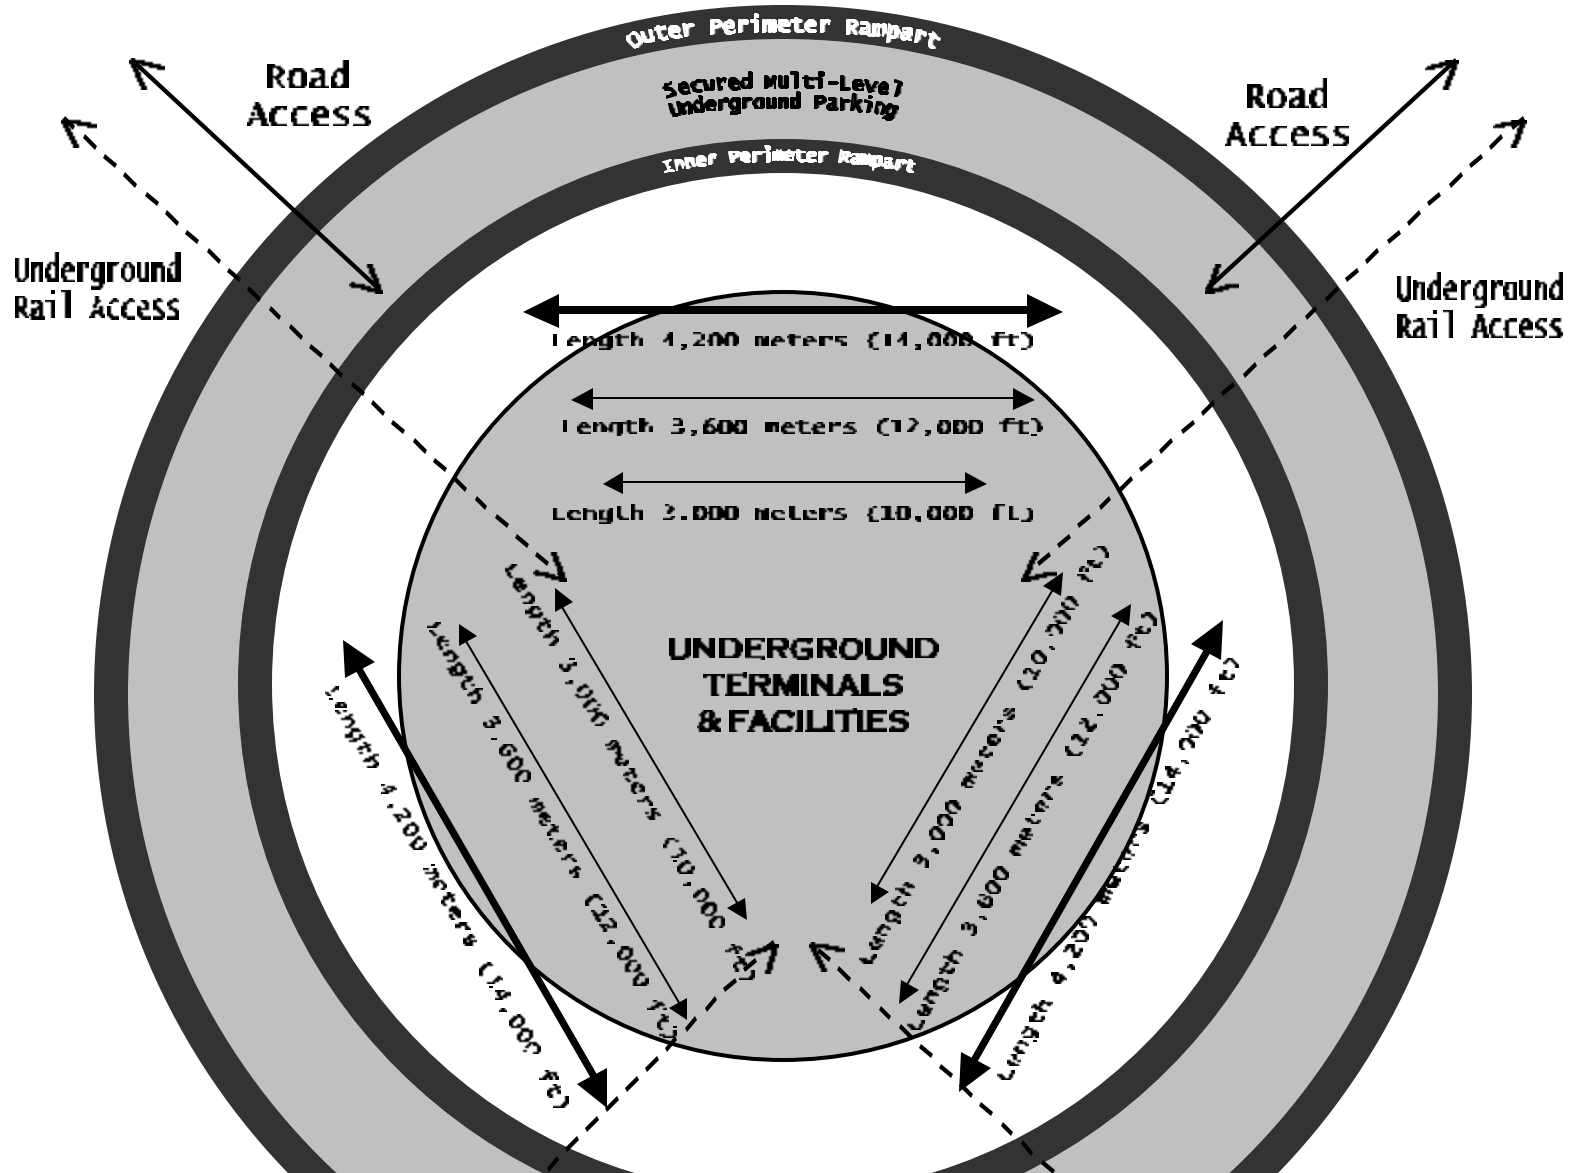 Outer Perimeter Rampart
Secured Multi-Level
Underground Parking
Inner Perimeter Rampart
Road
Access
Road
Access
Underground
Rail Access
Underground
Rail Access
Length 4,200 meters (14,000 ft)
Length 3,600 meters (12,000 ft)
Length 3,000 meters (10,000 ft)
Length 3,000 meters (10,000 ft)
Length 3,600 meters (12,000 ft)
Length 4,200 meters (14,000 ft)
UNDERGROUND
TERMINALS
& FACILITIES
Length 3,000 meters (10,000 ft)
Length 3,600 meters (12,000 ft)
Length 4,200 meters (14,000 ft)